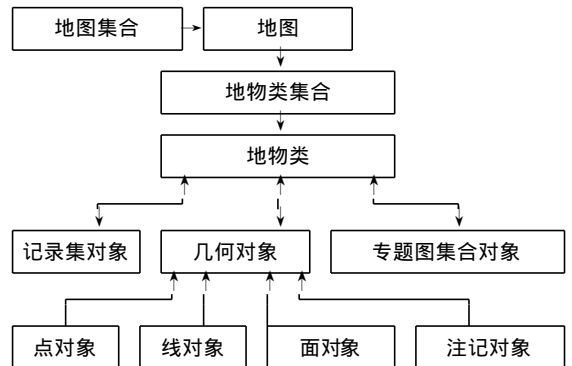 地图集合 地图
地物类集合
地物类
记录集对象 几何对象 专题图集合对象
点对象 线对象 面对象 注记对象